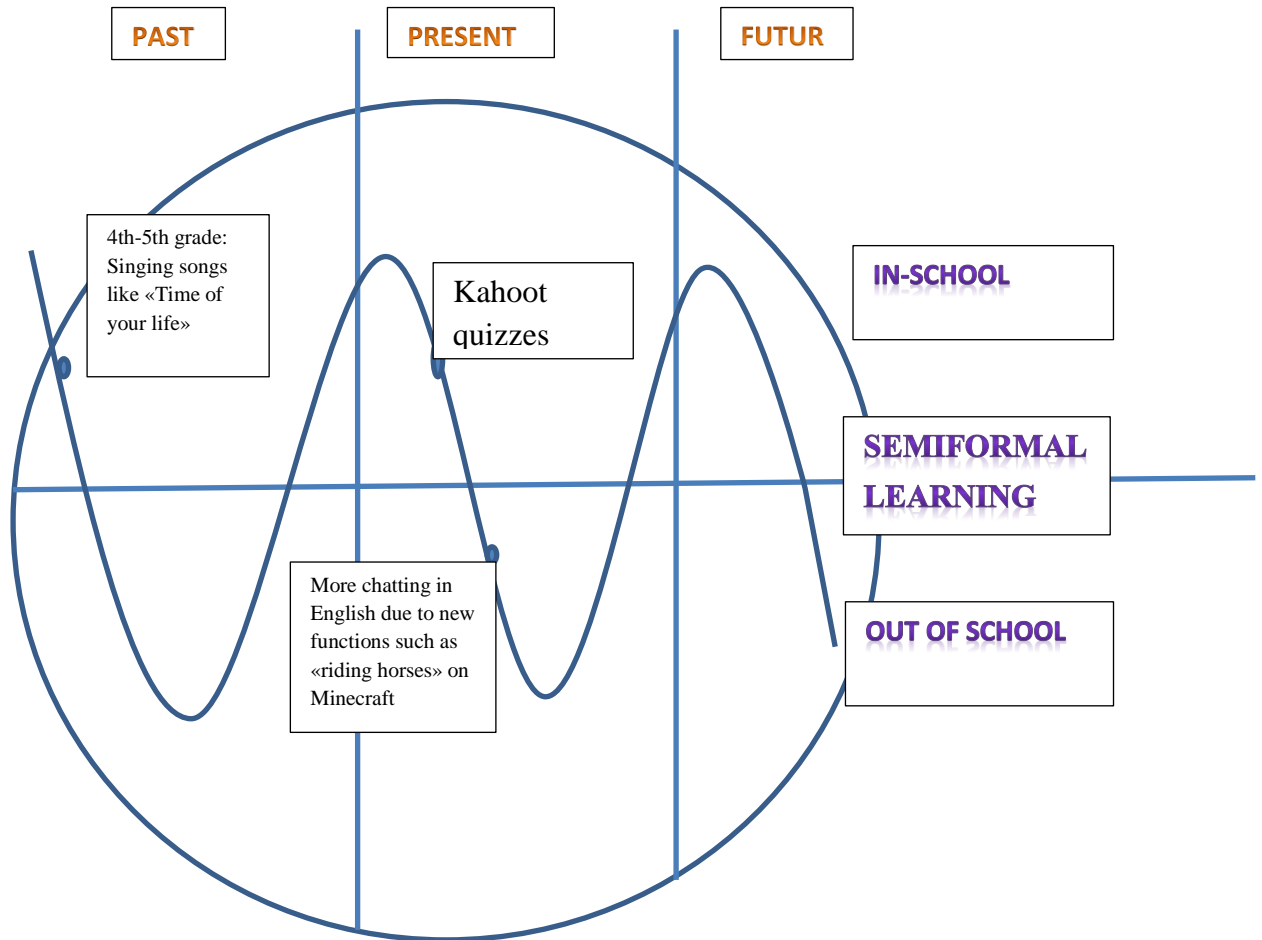 PAST
PRESENT
FUTUR
4th-5th grade:
Singing songs
like «Time of
your life»
Kahoot
quizzes
IN-SCHOOL
SEMIFORMAL
LEARNING
More chatting in
English due to new
functions such as
«riding horses» on
Minecraft
OUT OF SCHOOL